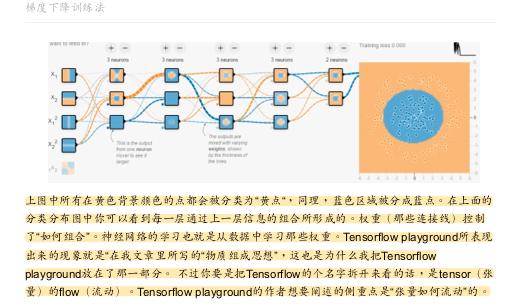 梯度下降训练法
want to feed in?
+ − + − + − + − + −
3 neurons 3 neurons 3 neurons 3 neurons 2 neurons
Training loss 0.000
X₁
X₂
X₁²
X₂²
This is the output from one neuron. Hover to see it larger.
The outputs are mixed with varying weights, shown by the thickness of the lines.
上图中所有在黄色背景颜色的点都会被分类为“黄点“，同理，蓝色区域被分成蓝点。在上面的
分类分布图中你可以看到每一层通过上一层信息的组合所形成的。权重（那些连接线）控制
了“如何组合”。神经网络的学习也就是从数据中学习那些权重。Tensorflow playground所表现
出来的现象就是“在我文章里所写的“物质组成思想”，这也是为什么我把Tensorflow
playground放在了那一部分。 不过你要是把Tensorflow的个名字拆开来看的话，是tensor（张
量）的flow（流动）。Tensorflow playground的作者想要阐述的侧重点是“张量如何流动”的。